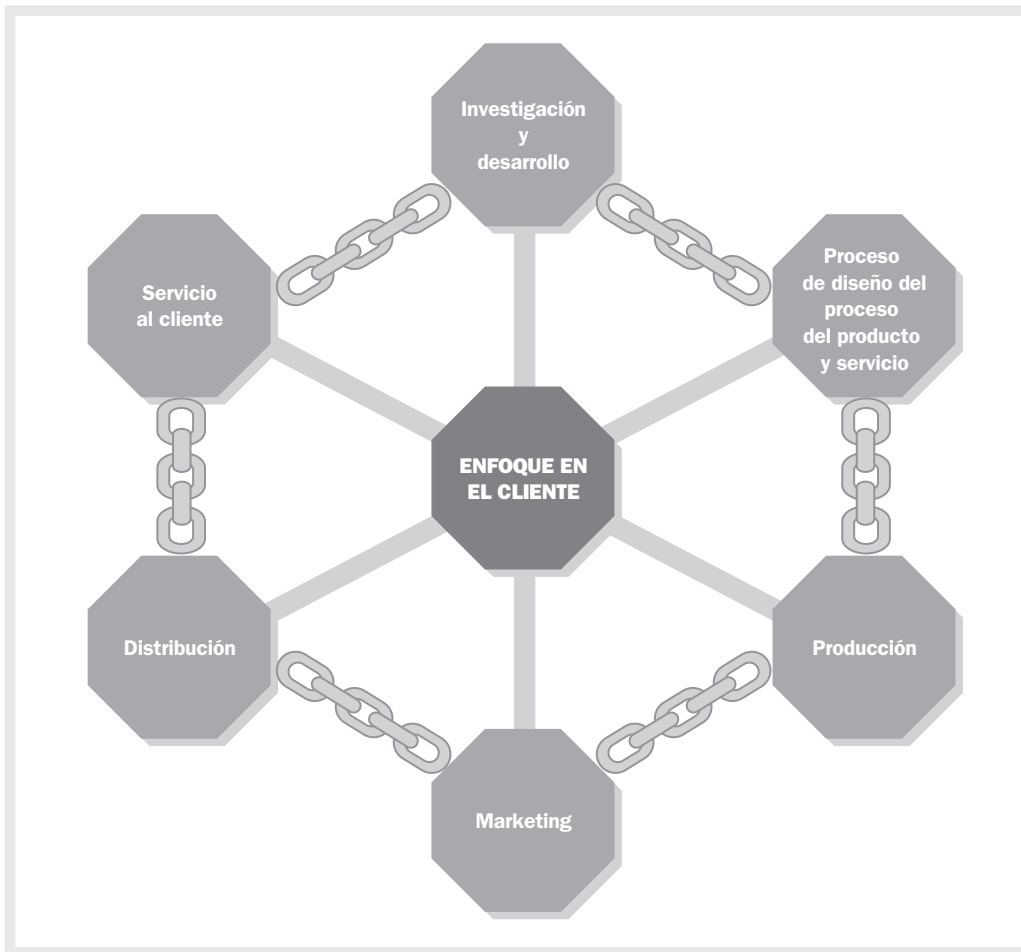 Investigación
y
desarrollo
Proceso
de diseño del
proceso
del producto
y servicio
Servicio
al cliente
ENFOQUE EN
EL CLIENTE
Distribución
Producción
Marketing